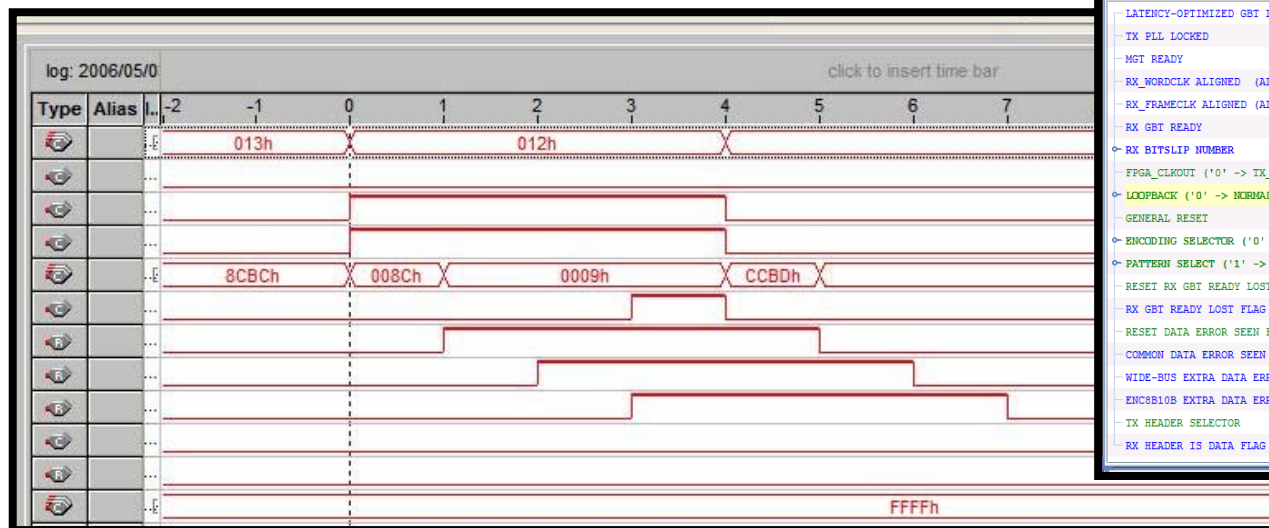 log: 2006/05/0
click to insert time bar
Type Alias I.. -2 -1 0 1 2 3 4 5 6 7
013h 012h
8CBCh 008Ch 0009h CCBDh
FFFFh
LATENCY-OPTIMIZED GBT
TX PLL LOCKED
MGT READY
RX_WORDCLK ALIGNED
RX_FRAMECLK ALIGNED
RX GBT READY
RX BITSLIP NUMBER
FPGA_CLKOUT ('0' -> TX_
LOOPBACK ('0' -> NORMAL
GENERAL RESET
ENCODING SELECTOR ('0'
PATTERN SELECT ('1' ->
RESET RX GBT READY LOST
RX GBT READY LOST FLAG
RESET DATA ERROR SEEN
COMMON DATA ERROR SEEN
WIDE-BUS EXTRA DATA ERR
ENC8B10B EXTRA DATA ERR
TX HEADER SELECTOR
RX HEADER IS DATA FLAG